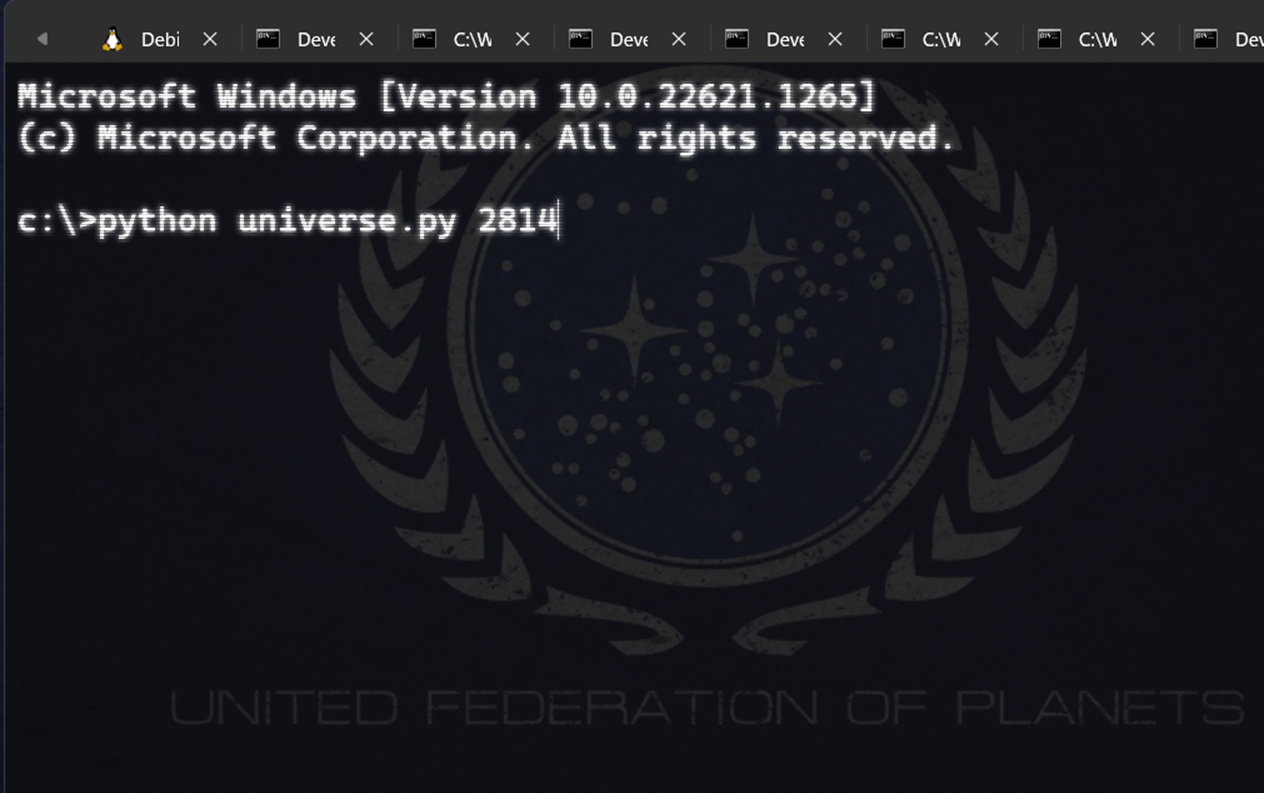 Debi Deve C:\W Deve Deve C:\W C:\W Dev
Microsoft Windows [Version 10.0.22621.1265]
(c) Microsoft Corporation. All rights reserved.
c:\>python universe.py 2814
UNITED FEDERATION OF PLANETS